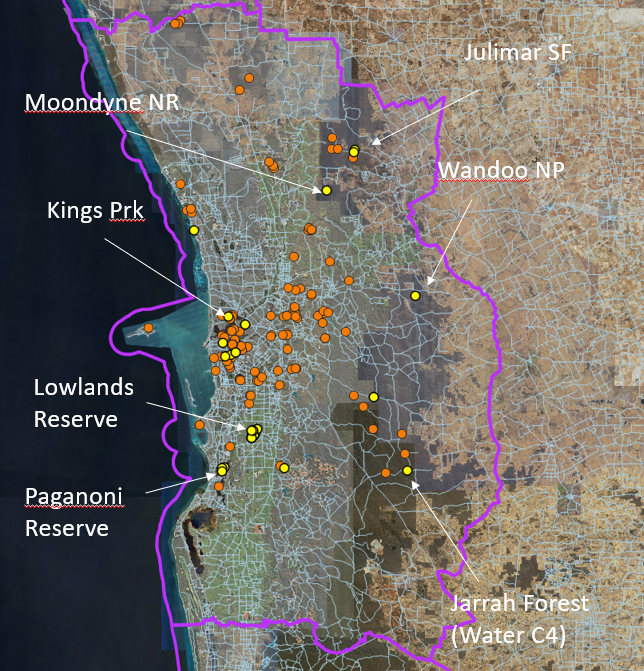 Julimar SF
Moondyne NR
Wandoo NP
Kings Prk
Lowlands
Reserve
Paganoni
Reserve
Jarrah Forest
(Water C4)